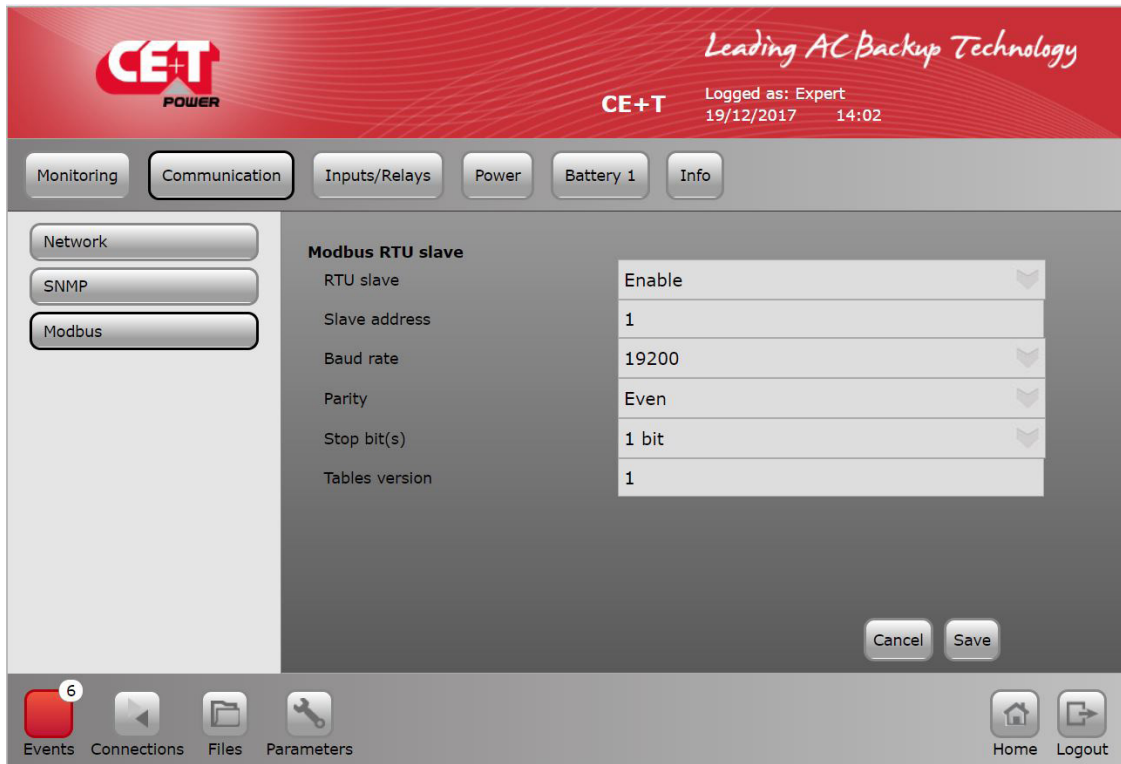 CE+T
POWER
Leading AC Backup Technology
CE+T
Logged as: Expert
19/12/2017 14:02
Monitoring
Communication
Inputs/Relays
Power
Battery 1
Info
Network
SNMP
Modbus
Modbus RTU slave
RTU slave Enable
Slave address 1
Baud rate 19200
Parity Even
Stop bit(s) 1 bit
Tables version 1
Cancel
Save
6
Events
Connections
Files
Parameters
Home
Logout